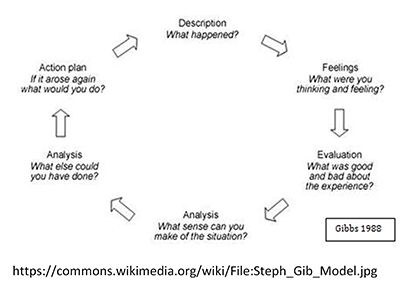 Description
What happened?
Feelings
What were you
thinking and feeling?
Evaluation
What was good
and bad about
the experience?
Analysis
What sense can you
make of the situation?
Analysis
What else could
you have done?
Action plan
If it arose again
what would you do?
Gibbs 1988
https://commons.wikimedia.org/wiki/File:Steph_Gib_Model.jpg